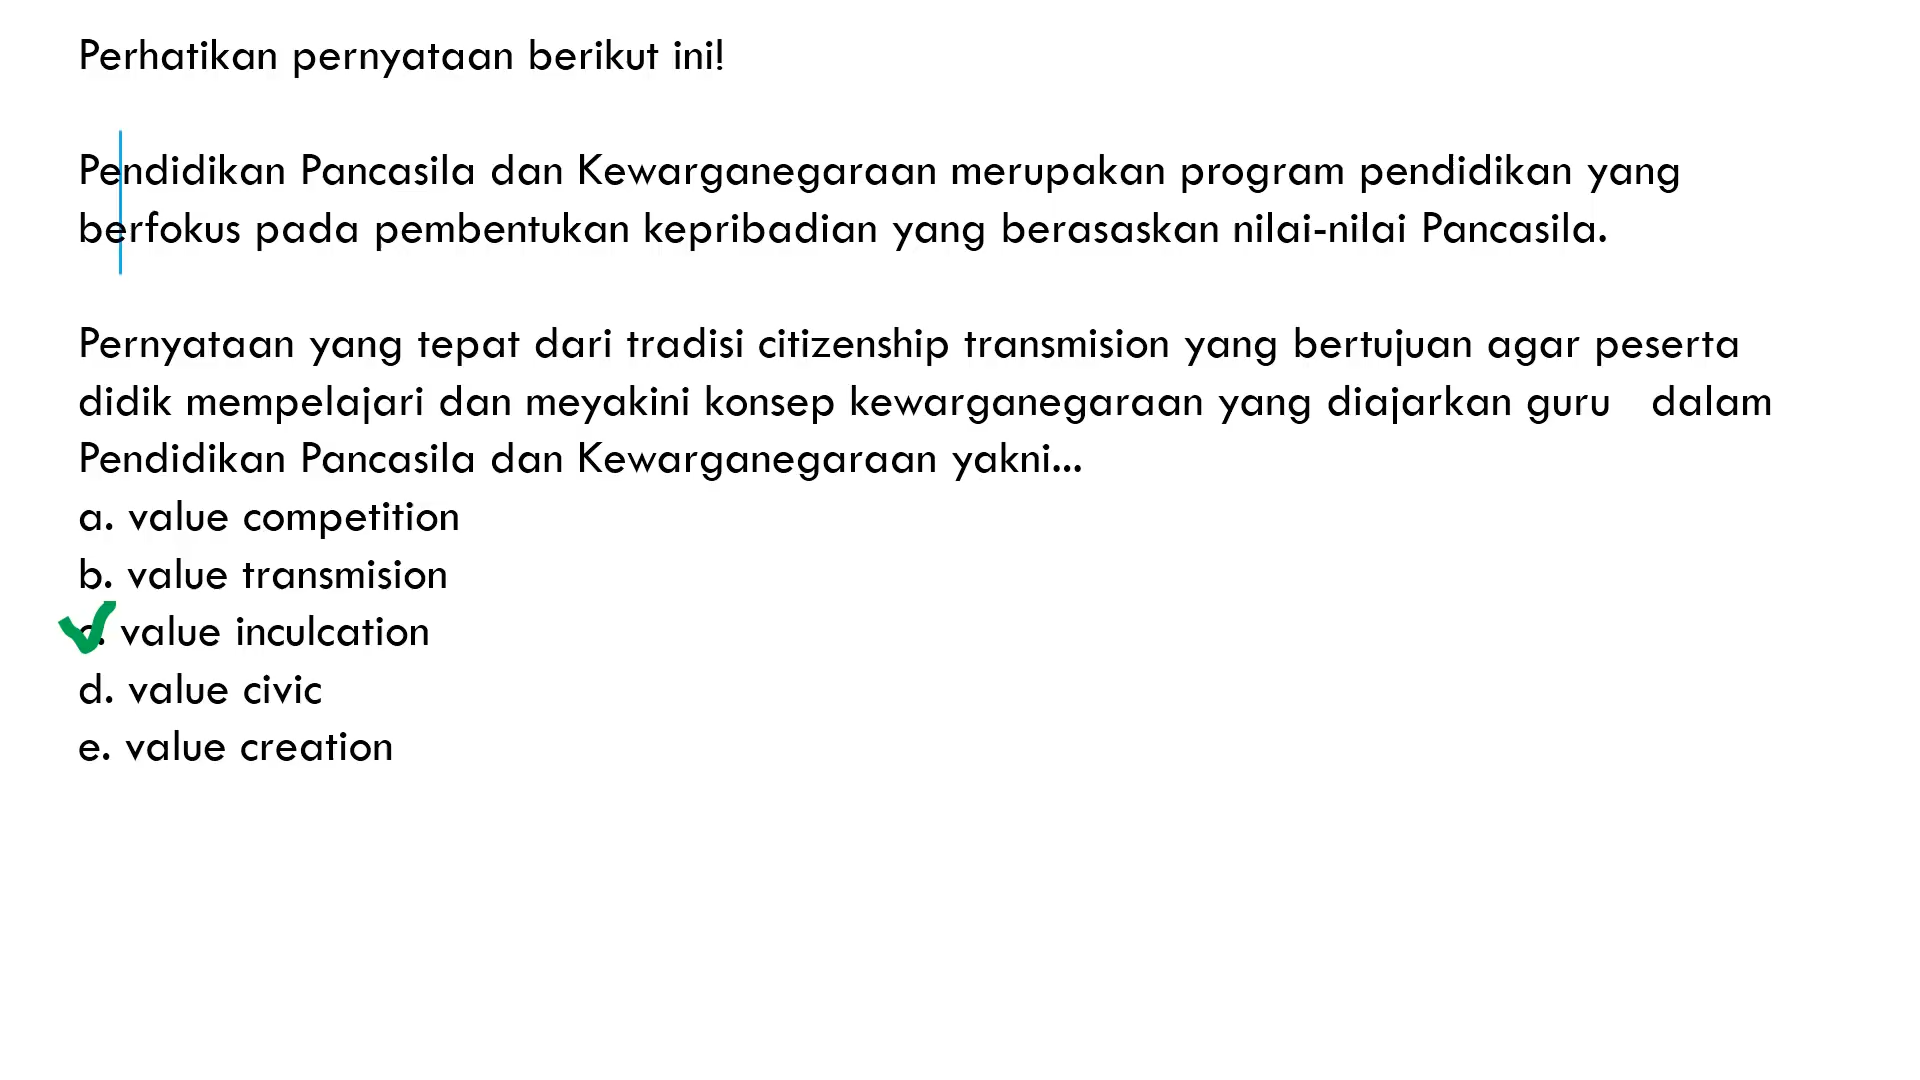 Perhatikan pernyataan berikut ini!
Pendidikan Pancasila dan Kewarganegaraan merupakan program pendidikan yang
berfokus pada pembentukan kepribadian yang berasaskan nilai-nilai Pancasila.
Pernyataan yang tepat dari tradisi citizenship transmision yang bertujuan agar peserta
didik mempelajari dan meyakini konsep kewarganegaraan yang diajarkan guru dalam
Pendidikan Pancasila dan Kewarganegaraan yakni...
a. value competition
b. value transmision
c. value inculcation
d. value civic
e. value creation